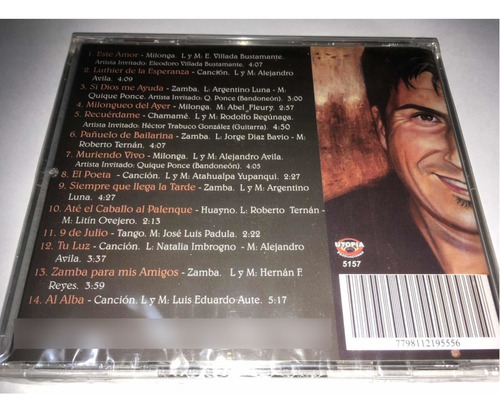 1. Este Amor - Milonga. L y M: E. Villada Bustamante.
Artista Invitado: Eleodoro Villada Bustamante. 4:07
2. Luthier de la Esperanza - Canción. L y M: Alejandro
Avila. 4:09
3. Si Dios me Ayuda - Zamba. L: Argentino Luna - M:
Quique Ponce. Artista Invitado: Q. Ponce (Bandoneón). 3:00
4. Milongueo del Ayer - Milonga. M: Abel Fleury. 2:57
5. Recuérdame - Chamamé. L y M: Rodolfo Regúnaga.
Artista Invitado: Héctor Trabuco González (Guitarra). 4:50
6. Pañuelo de Bailarina - Zamba. L: Jorge Diaz Bavio - M:
Roberto Ternán. 4:07
7. Muriendo Vivo - Milonga. L y M: Alejandro Avila.
Artista Invitado: Quique Ponce (Bandoneón). 4:05
8. El Poeta - Canción. L y M: Atahualpa Yupanqui. 2:21
9. Siempre que llega la Tarde - Zamba. L y M: Argentino
Luna. 4:27
10. Até el Caballo al Palenque - Huayno. L: Roberto Ternán -
M: Litín Ovejero. 2:13
11. 9 de Julio - Tango. M: José Luis Padula. 2:22
12. Tu Luz - Canción. L: Natalia Imbrogno - M: Alejandro
Avila. 3:37
13. Zamba para mis Amigos - Zamba. L y M: Hernán F.
Reyes. 3:59
14. Al Alba - Canción. L y M: Luis Eduardo Aute. 5:17
UTOPIA
5157
7798112195556